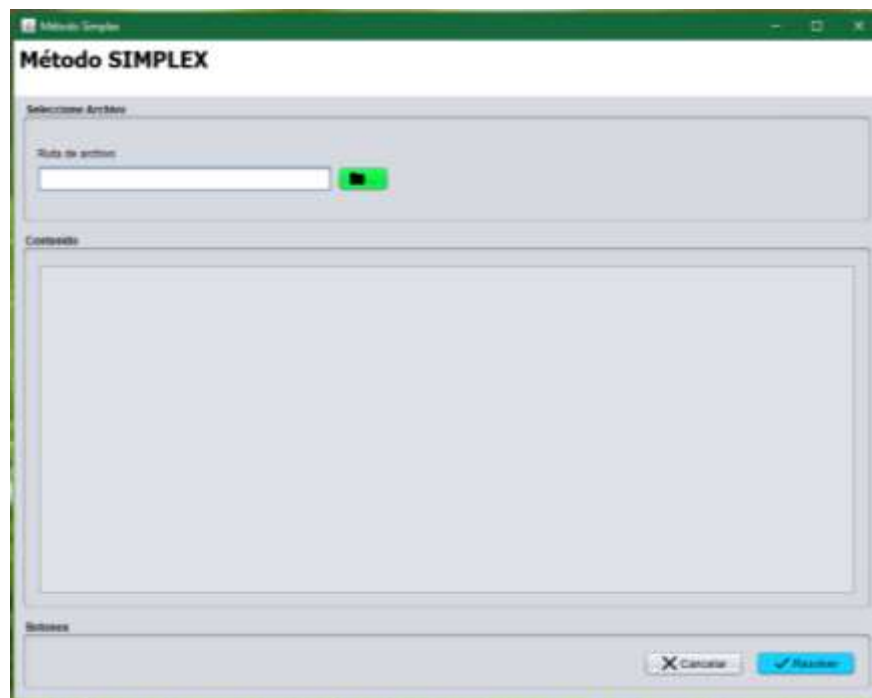 Método Simplex
Método SIMPLEX
Seleccione Archivo
Ruta de archivo
Contenido
Botones
Cancelar
Resolver